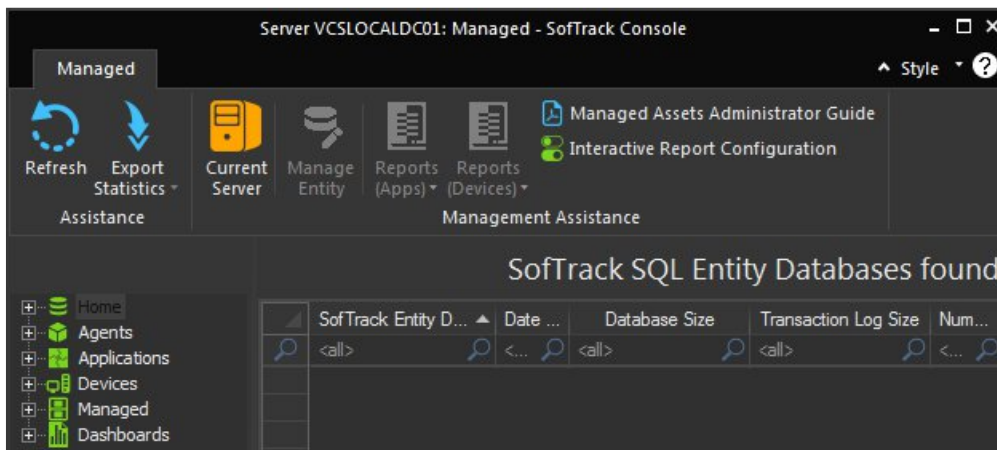 Server VCSLOCALDC01: Managed - SofTrack Console
Managed
Style
?
Refresh
Export Statistics
Current Server
Manage Entity
Reports (Apps)
Reports (Devices)
Managed Assets Administrator Guide
Interactive Report Configuration
Assistance
Management Assistance
SofTrack SQL Entity Databases found
Home
Agents
Applications
Devices
Managed
Dashboards
SofTrack Entity D... Date ... Database Size Transaction Log Size Num...
<all> <... <all> <all> <...